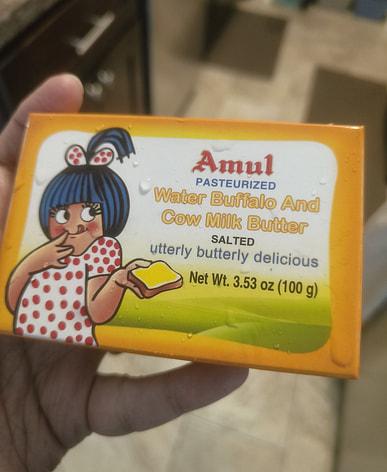 Amul
PASTEURIZED
Water Buffalo And
Cow Milk Butter
SALTED
utterly butterly delicious
Net Wt. 3.53 oz (100 g)